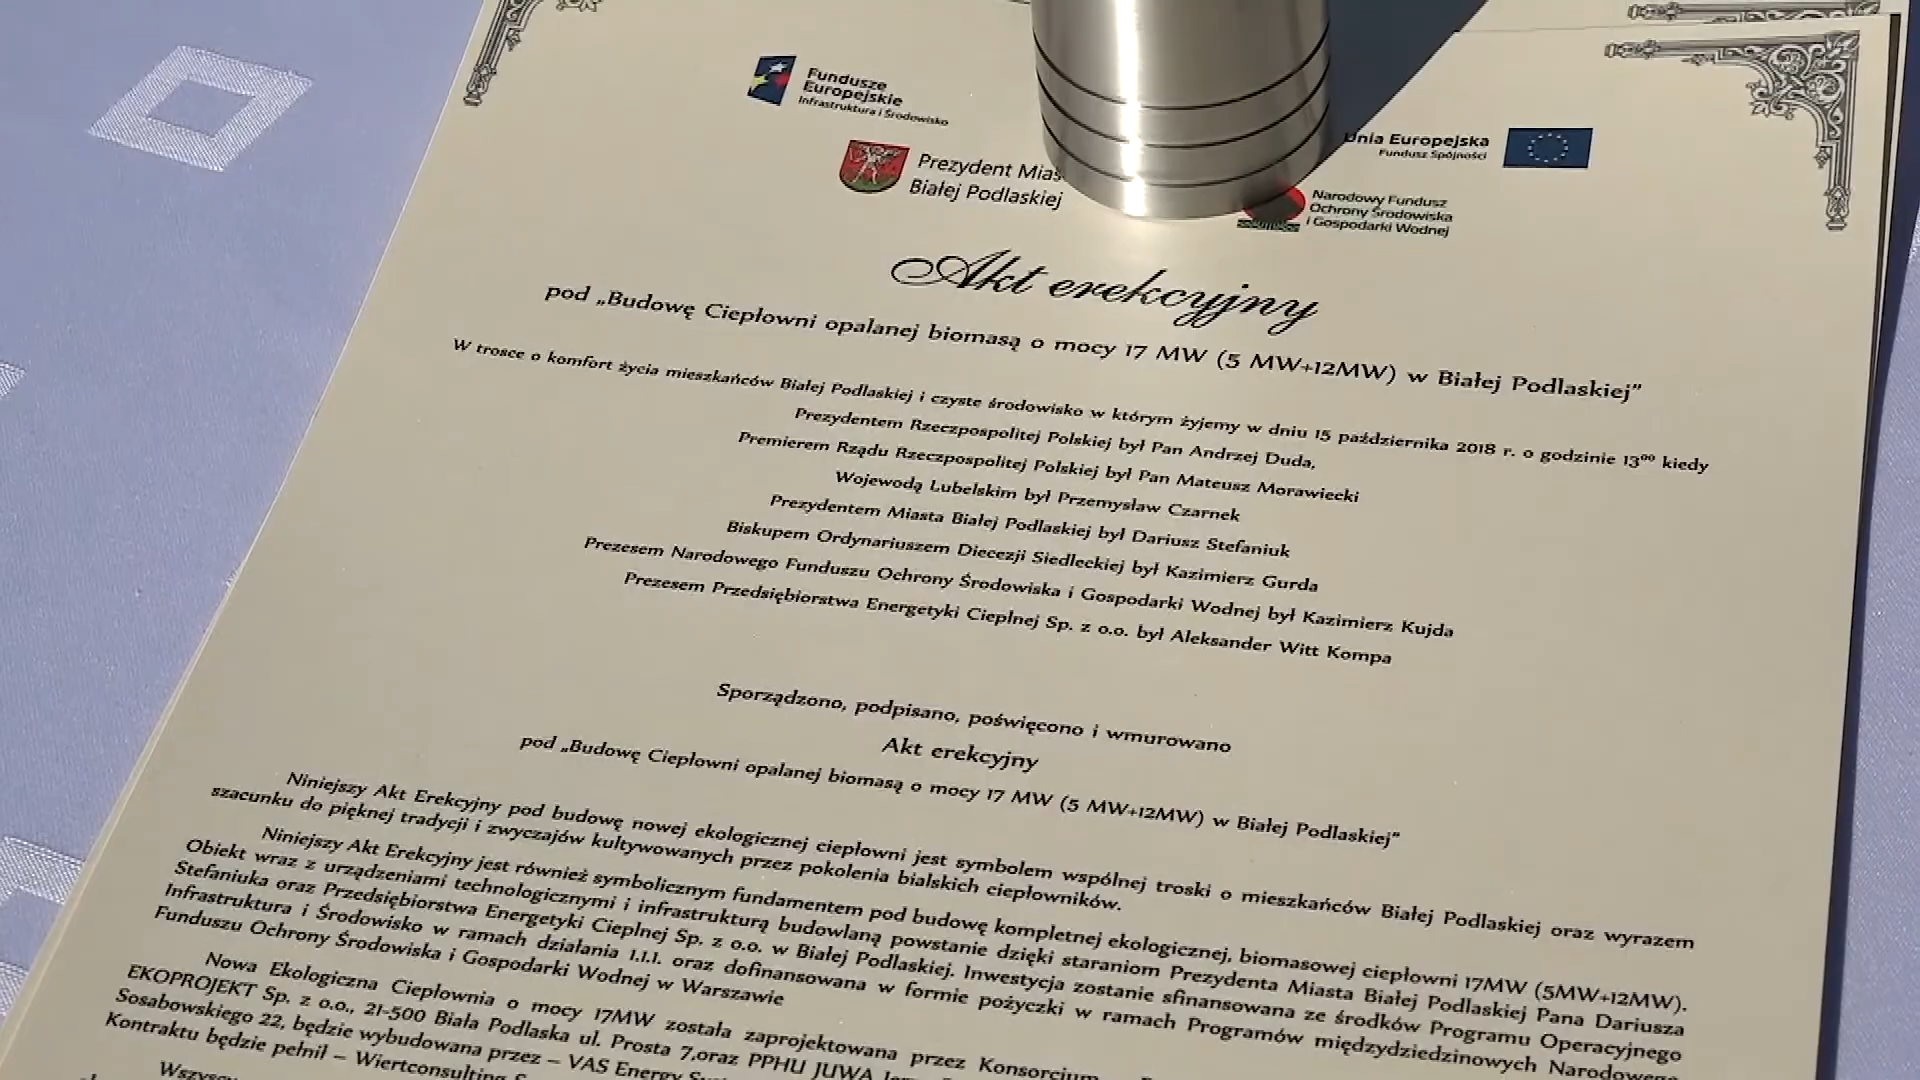 Fundusze
Europejskie
Infrastruktura i Środowisko
Unia Europejska
Fundusz Spójności
Prezydent
Białej Podlaskiej
Narodowy Fundusz
Ochrony Środowiska
i Gospodarki Wodnej
Akt erekcyjny
pod „Budowę Ciepłowni opalanej biomasą o mocy 17 MW (5 MW+12MW) w Białej Podlaskiej”
W trosce o komfort życia mieszkańców Białej Podlaskiej i czyste środowisko w którym żyjemy w dniu 15 października 2018 r. o godzinie 13⁰⁰ kiedy
Prezydentem Rzeczpospolitej Polskiej był Pan Andrzej Duda,
Premierem Rządu Rzeczpospolitej Polskiej był Pan Mateusz Morawiecki
Wojewodą Lubelskim był Przemysław Czarnek
Prezydentem Miasta Białej Podlaskiej był Dariusz Stefaniuk
Biskupem Ordynariuszem Diecezji Siedleckiej był Kazimierz Gurda
Prezesem Narodowego Funduszu Ochrony Środowiska i Gospodarki Wodnej był Kazimierz Kujda
Prezesem Przedsiębiorstwa Energetyki Cieplnej Sp. z o.o. był Aleksander Witt Kompa
Sporządzono, podpisano, poświęcono i wmurowano
Akt erekcyjny
pod „Budowę Ciepłowni opalanej biomasą o mocy 17 MW (5 MW+12MW) w Białej Podlaskiej”
Niniejszy Akt Erekcyjny pod budowę nowej ekologicznej ciepłowni jest symbolem wspólnej troski o mieszkańców Białej Podlaskiej oraz wyrazem
szacunku do pięknej tradycji i zwyczajów kultywowanych przez pokolenia bialskich ciepłowników.
Niniejszy Akt Erekcyjny jest również symbolicznym fundamentem pod budowę kompletnej ekologicznej, biomasowej ciepłowni 17MW (5MW+12MW).
Obiekt wraz z urządzeniami technologicznymi i infrastrukturą budowlaną powstanie dzięki staraniom Prezydenta Miasta Białej Podlaskiej Pana Dariusza
Stefaniuka oraz Przedsiębiorstwa Energetyki Cieplnej Sp. z o.o. w Białej Podlaskiej. Inwestycja zostanie sfinansowana ze środków Programu Operacyjnego
Infrastruktura i Środowisko w ramach działania 1.1.1. oraz dofinansowana w formie pożyczki w ramach Programów międzydziedzinowych Narodowego
Funduszu Ochrony Środowiska i Gospodarki Wodnej w Warszawie
Nowa Ekologiczna Ciepłownia o mocy 17MW została zaprojektowana przez Konsorcjum
EKOPROJEKT Sp. z o.o., 21-500 Biała Podlaska ul. Prosta 7,oraz PPHU JUWA
Sosabowskiego 22, będzie wybudowana przez – VAS Energy
Kontraktu będzie pełnił – Wiertconsulting